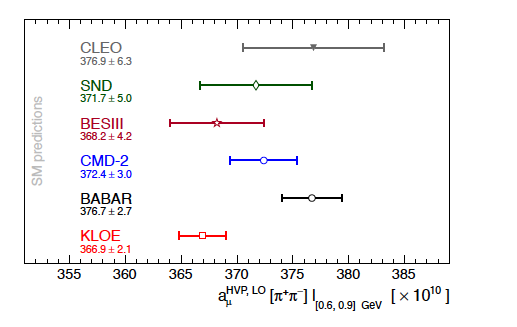 CLEO
376.9 ± 6.3
SND
371.7 ± 5.0
BESIII
368.2 ± 4.2
CMD-2
372.4 ± 3.0
BABAR
376.7 ± 2.7
KLOE
366.9 ± 2.1
SM predictions
355 360 365 370 375 380 385
a_μ^{HVP, LO} [π⁺π⁻] |_{[0.6, 0.9] GeV} [× 10¹⁰]